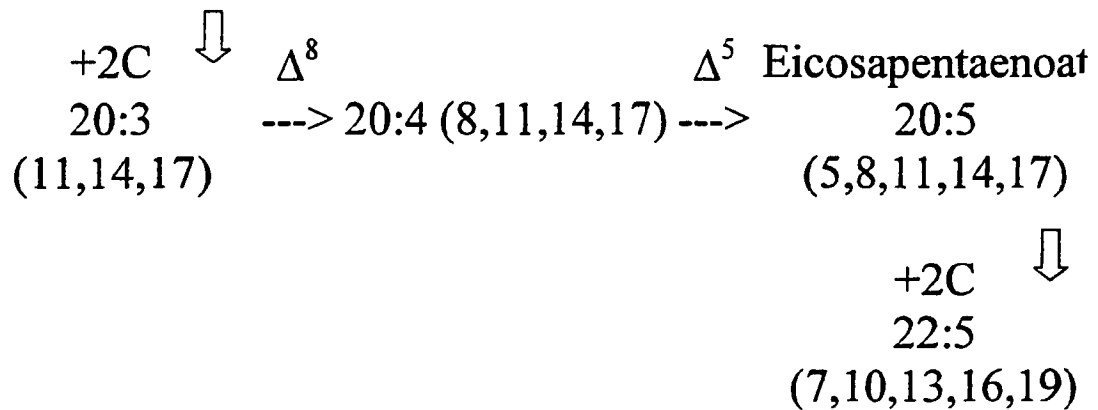 +2C ⇩ Δ⁸ Δ⁵ Eicosapentaenoat
20:3 ---> 20:4 (8,11,14,17) ---> 20:5
(11,14,17) (5,8,11,14,17)
+2C ⇩
22:5
(7,10,13,16,19)